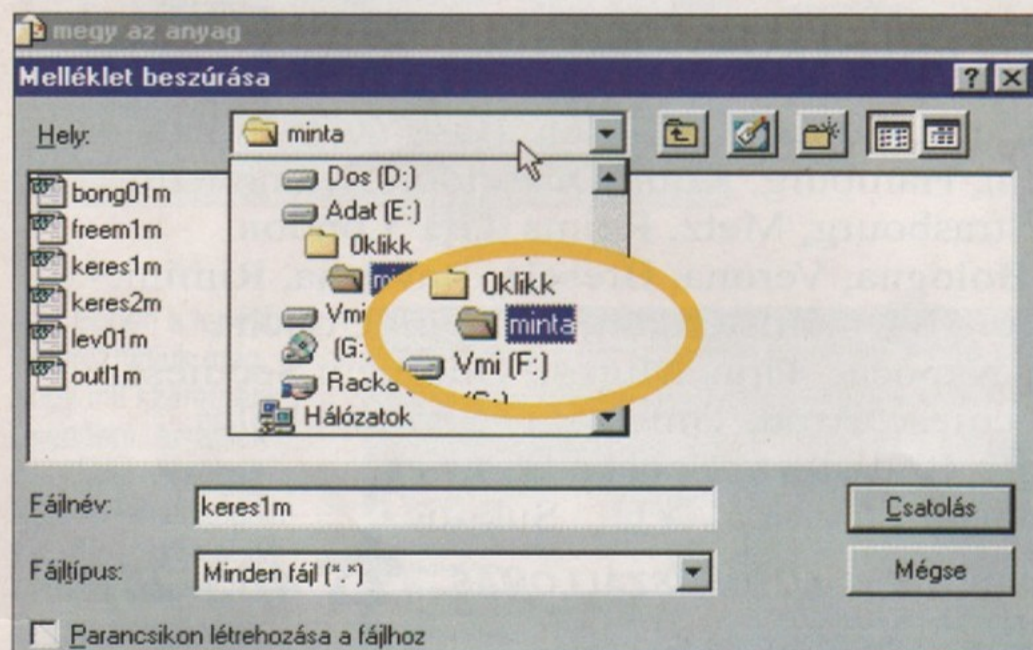 megy az anyag
Melléklet beszúrása
Hely:
minta
bong01m
freem1m
keres1m
keres2m
lev01m
outl1m
Dos (D:)
Adat (E:)
0klikk
Vmi
(G:
Racka
Hálózatok
0klikk
minta
Vmi (F:)
Fájlnév:
keres1m
Csatolás
Fájltípus:
Minden fájl (*.*)
Mégse
Parancsikon létrehozása a fájlhoz